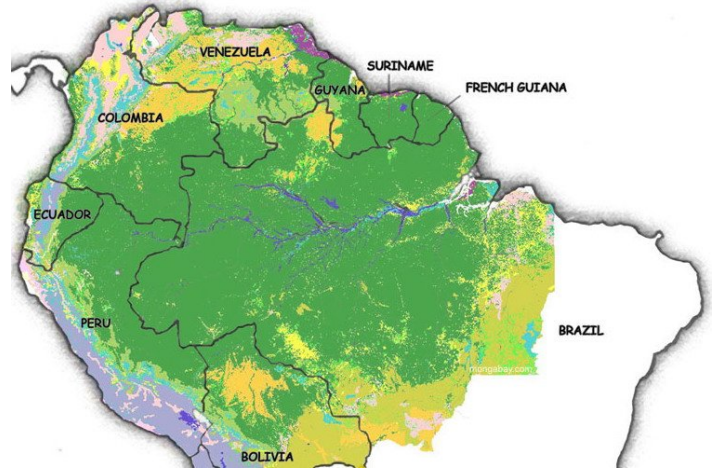 VENEZUELA
SURINAME
GUYANA
FRENCH GUIANA
COLOMBIA
ECUADOR
PERU
BRAZIL
mongabay.com
BOLIVIA